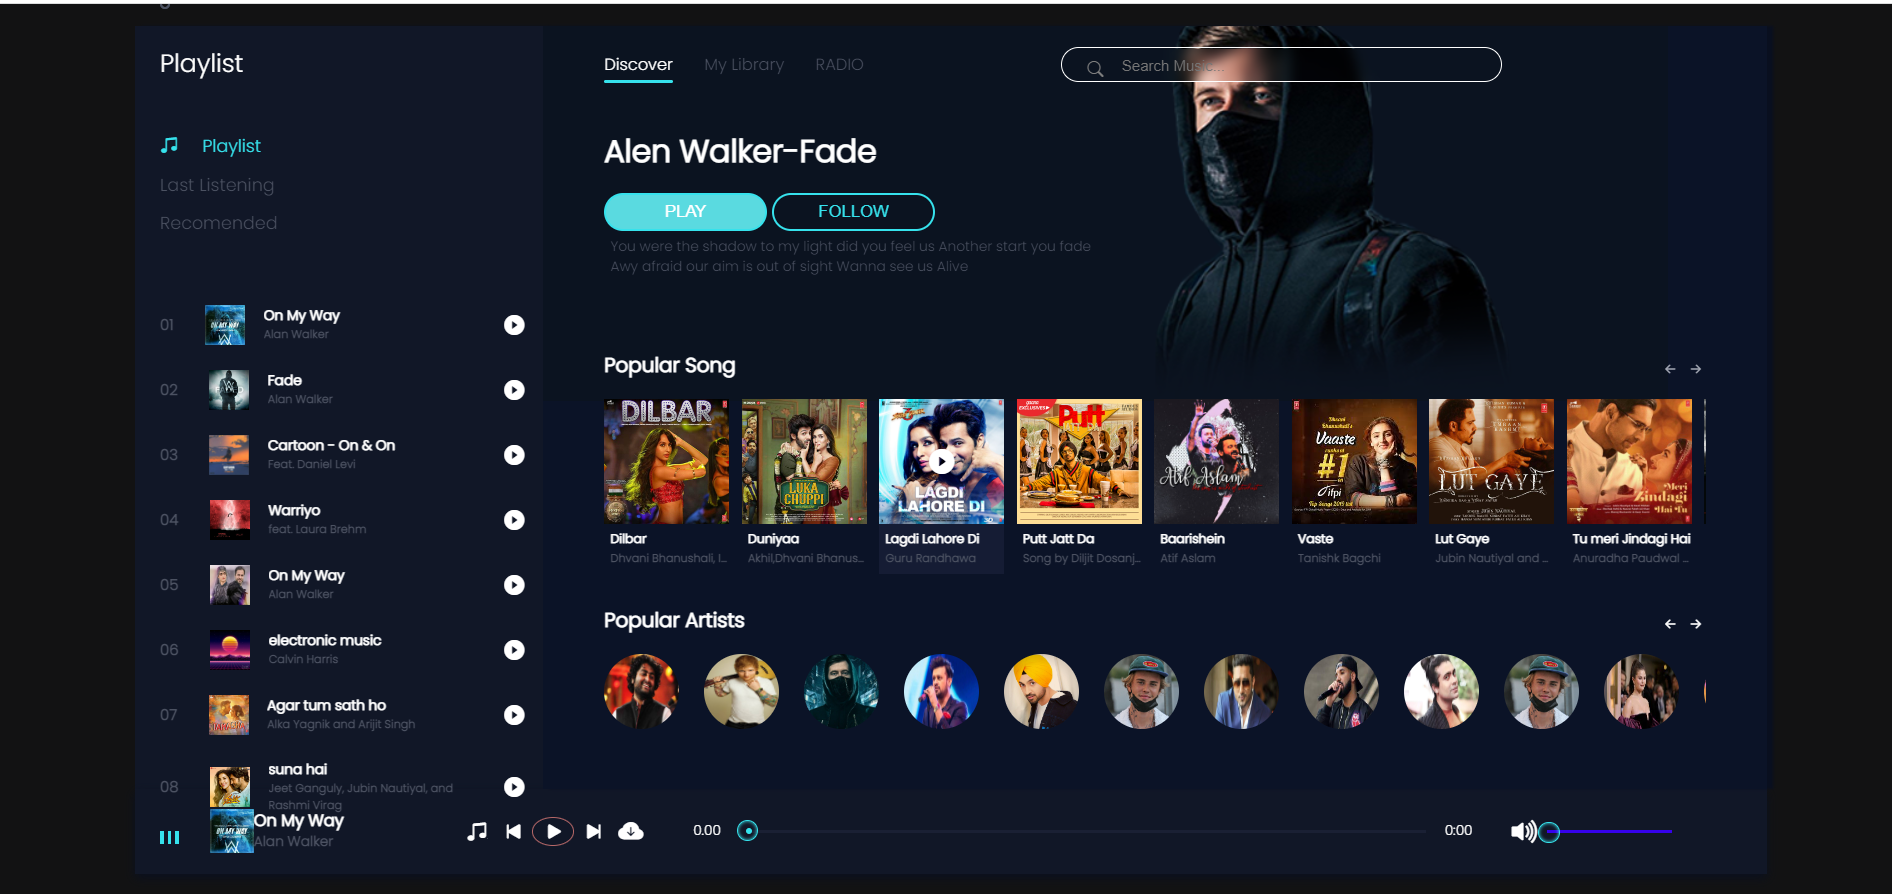 Playlist
Discover
My Library
RADIO
Search Music...
Playlist
Last Listening
Recomended
Alen Walker-Fade
PLAY
FOLLOW
You were the shadow to my light did you feel us Another start you fade
Awy afraid our aim is out of sight Wanna see us Alive
01
On My Way
Alan Walker
02
Fade
Alan Walker
03
Cartoon - On & On
Feat. Daniel Levi
04
Warriyo
feat. Laura Brehm
05
On My Way
Alan Walker
06
electronic music
Calvin Harris
07
Agar tum sath ho
Alka Yagnik and Arijit Singh
08
suna hai
Jeet Ganguly, Jubin Nautiyal, and
Rashmi Virag
Popular Song
DILBAR
LUKA
CHUPPI
LAGDI
LAHORE DI
EXCLUSIVES
Putt
Atif Aslam
Vaaste
#1
LUT GAYE
JUBIN NAUTIYAL
Meri
Zindagi
Hai Tu
Dilbar
Dhvani Bhanushali, I...
Duniyaa
Akhil,Dhvani Bhanus...
Lagdi Lahore Di
Guru Randhawa
Putt Jatt Da
Song by Diljit Dosanj...
Baarishein
Atif Aslam
Vaste
Tanishk Bagchi
Lut Gaye
Jubin Nautiyal and ...
Tu meri Jindagi Hai
Anuradha Paudwal ...
Popular Artists
ON MY WAY
On My Way
Alan Walker
0.00
0:00